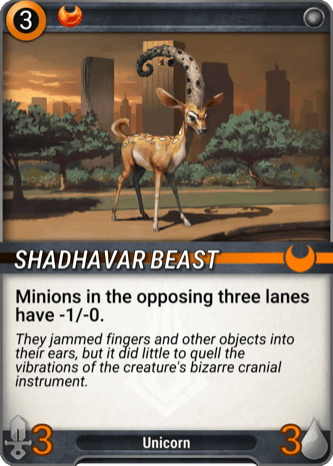 3
SHADHAVAR BEAST
Minions in the opposing three lanes
have -1/-0.
They jammed fingers and other objects into
their ears, but it did little to quell the
vibrations of the creature's bizarre cranial
instrument.
3 Unicorn 3